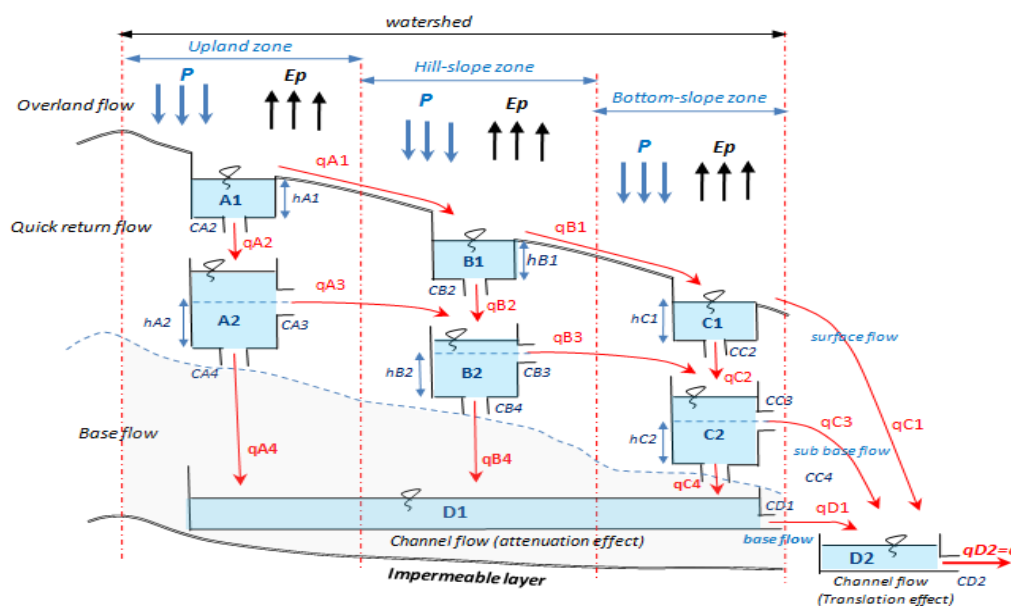 watershed
Upland zone
Hill-slope zone
Bottom-slope zone
P
Ep
P
Ep
P
Ep
Overland flow
qA1
A1
hA1
CA2
Quick return flow
qA2
qB1
B1
hB1
CB2
qA3
A2
hA2
CA3
CA4
qB2
C1
hC1
CC2
surface flow
qB3
B2
hB2
CB3
CB4
qC2
CC3
C2
hC2
qC3
qC1
sub base flow
CC4
Base flow
qA4
qB4
qC4
D1
CD1
qD1
Channel flow (attenuation effect)
base flow
Impermeable layer
D2
qD2=
CD2
Channel flow
(Translation effect)